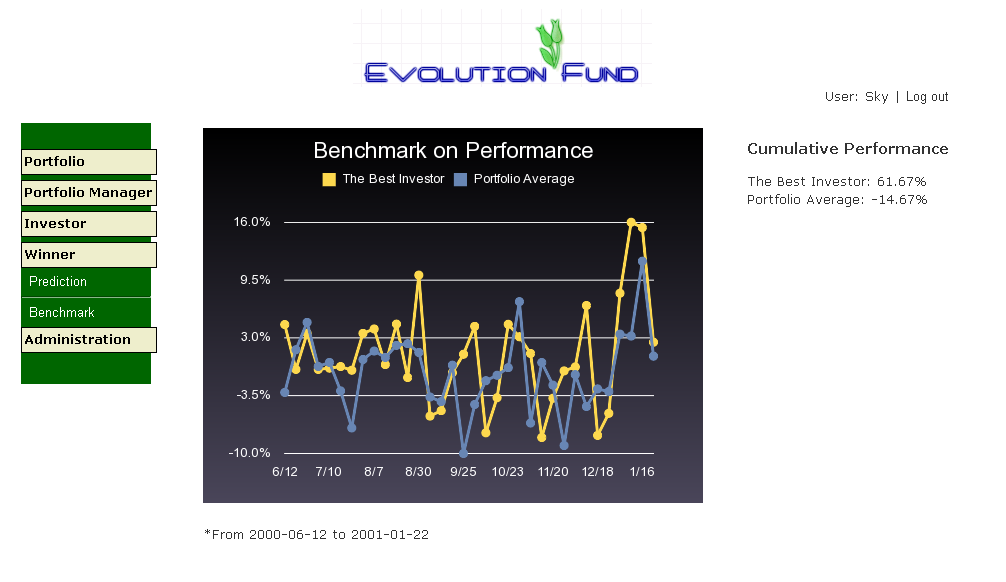 Evolution Fund
User: Sky | Log out
Portfolio
Portfolio Manager
Investor
Winner
Prediction
Benchmark
Administration
Benchmark on Performance
The Best Investor Portfolio Average
16.0%
9.5%
3.0%
-3.5%
-10.0%
6/12 7/10 8/7 8/30 9/25 10/23 11/20 12/18 1/16
*From 2000-06-12 to 2001-01-22
Cumulative Performance
The Best Investor: 61.67%
Portfolio Average: -14.67%